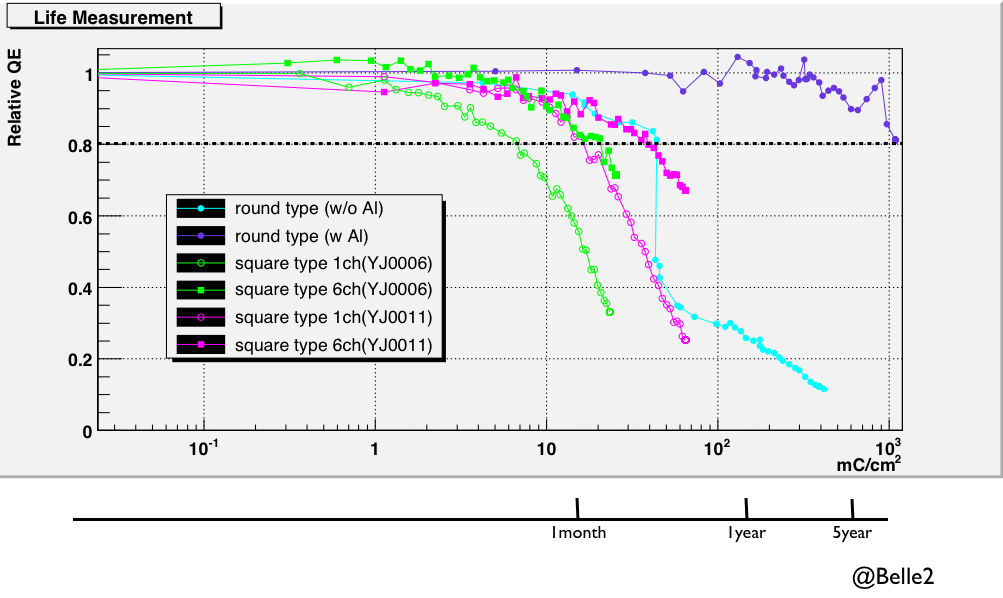 Life Measurement
Relative QE
1
0.8
0.6
0.4
0.2
0
round type (w/o Al)
round type (w Al)
square type 1ch(YJ0006)
square type 6ch(YJ0006)
square type 1ch(YJ0011)
square type 6ch(YJ0011)
10⁻¹ 1 10 10² 10³
mC/cm²
1month 1year 5year
@Belle2